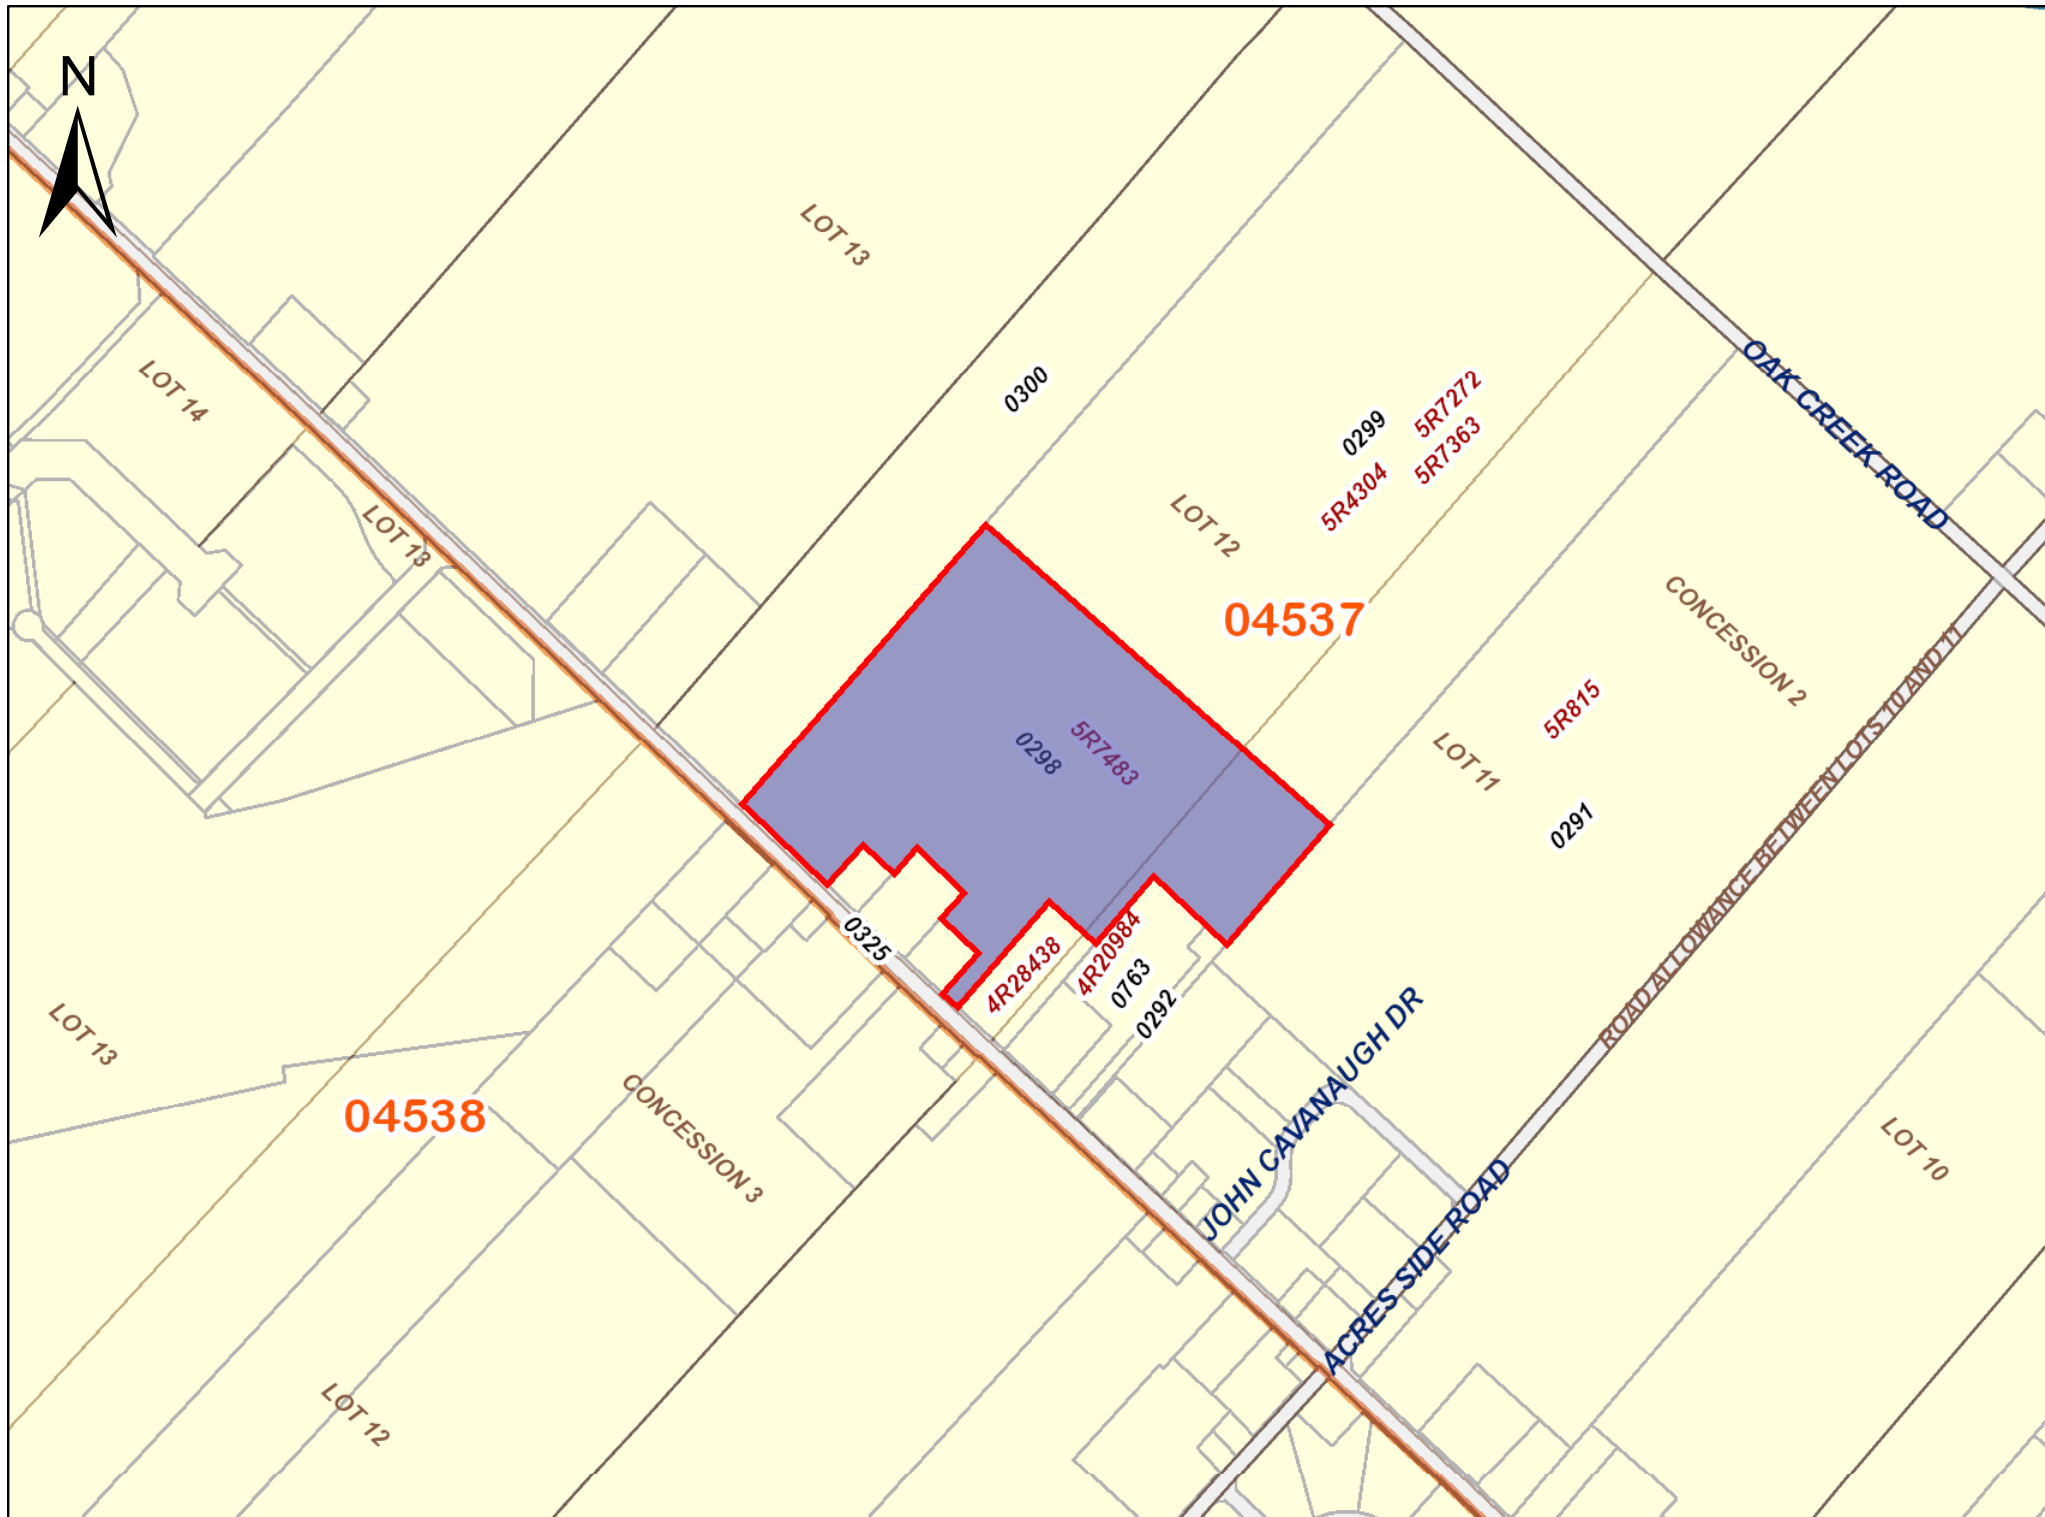 N
LOT 13
OAK CREEK ROAD
LOT 14
0300
0299
5R7272
5R7363
5R4304
LOT 13
LOT 12
04537
CONCESSION 2
ROAD ALLOWANCE BETWEEN LOTS 10 AND 11
5R815
LOT 11
0298
5R7483
0291
0325
4R28438
4R20984
0763
0292
LOT 13
JOHN CAVANAUGH DR
04538
CONCESSION 3
LOT 10
ACRES SIDE ROAD
LOT 12